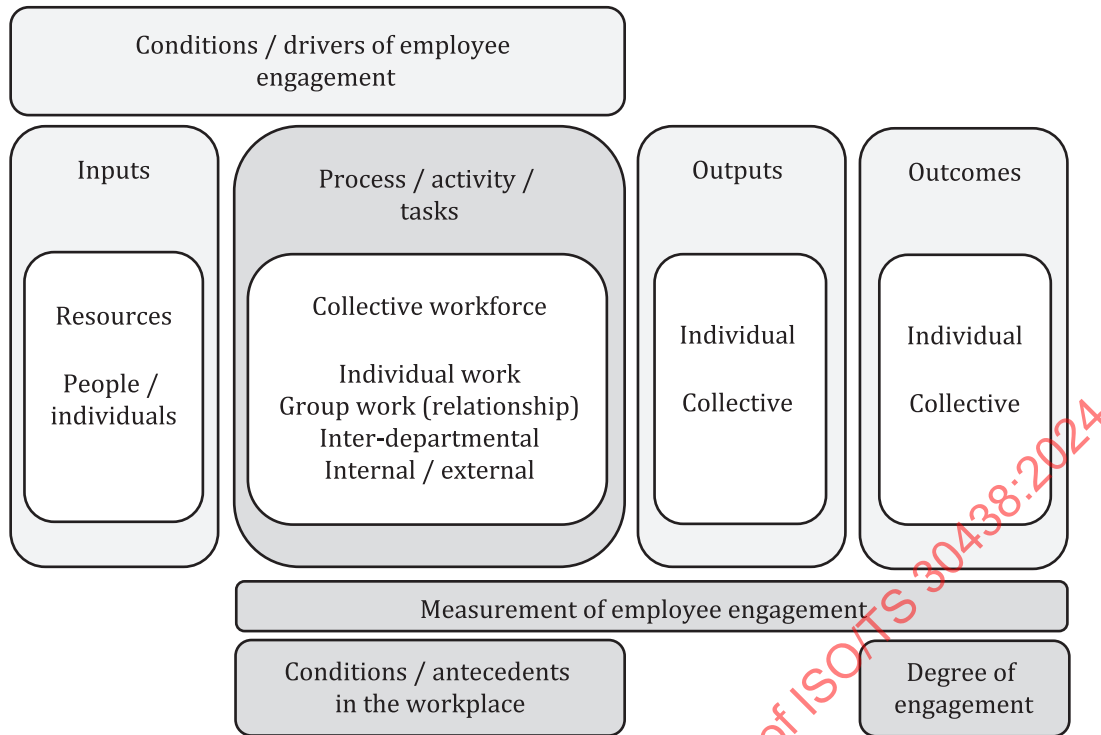 Conditions / drivers of employee
engagement
Inputs
Resources
People /
individuals
Process / activity /
tasks
Collective workforce
Individual work
Group work (relationship)
Inter-departmental
Internal / external
Outputs
Individual
Collective
Outcomes
Individual
Collective
Measurement of employee engagement
Conditions / antecedents
in the workplace
Degree of
engagement
of ISO/TS 30438:2024